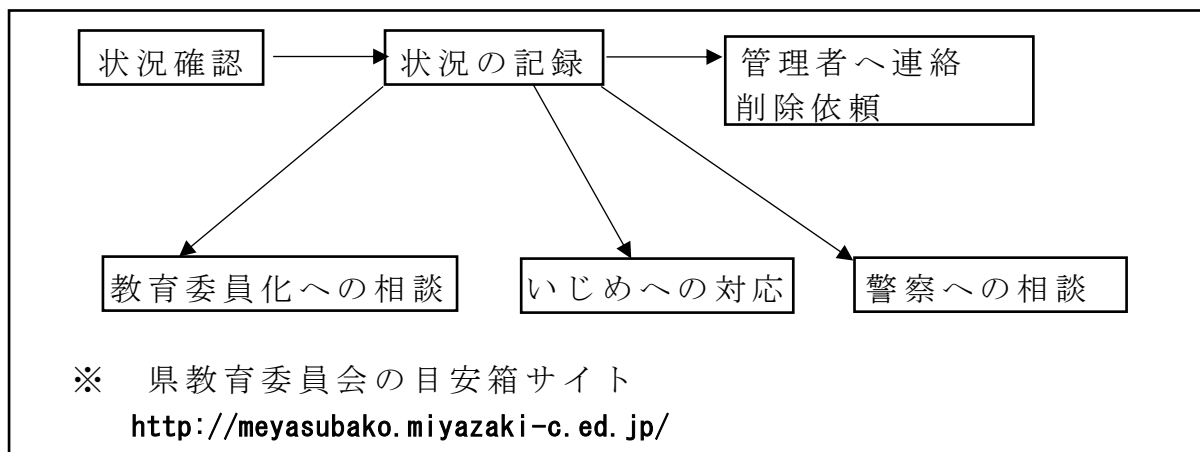 状況確認
状況の記録
管理者へ連絡
削除依頼
教育委員化への相談
いじめへの対応
警察への相談
※　県教育委員会の目安箱サイト
http://meyasubako.miyazaki-c.ed.jp/